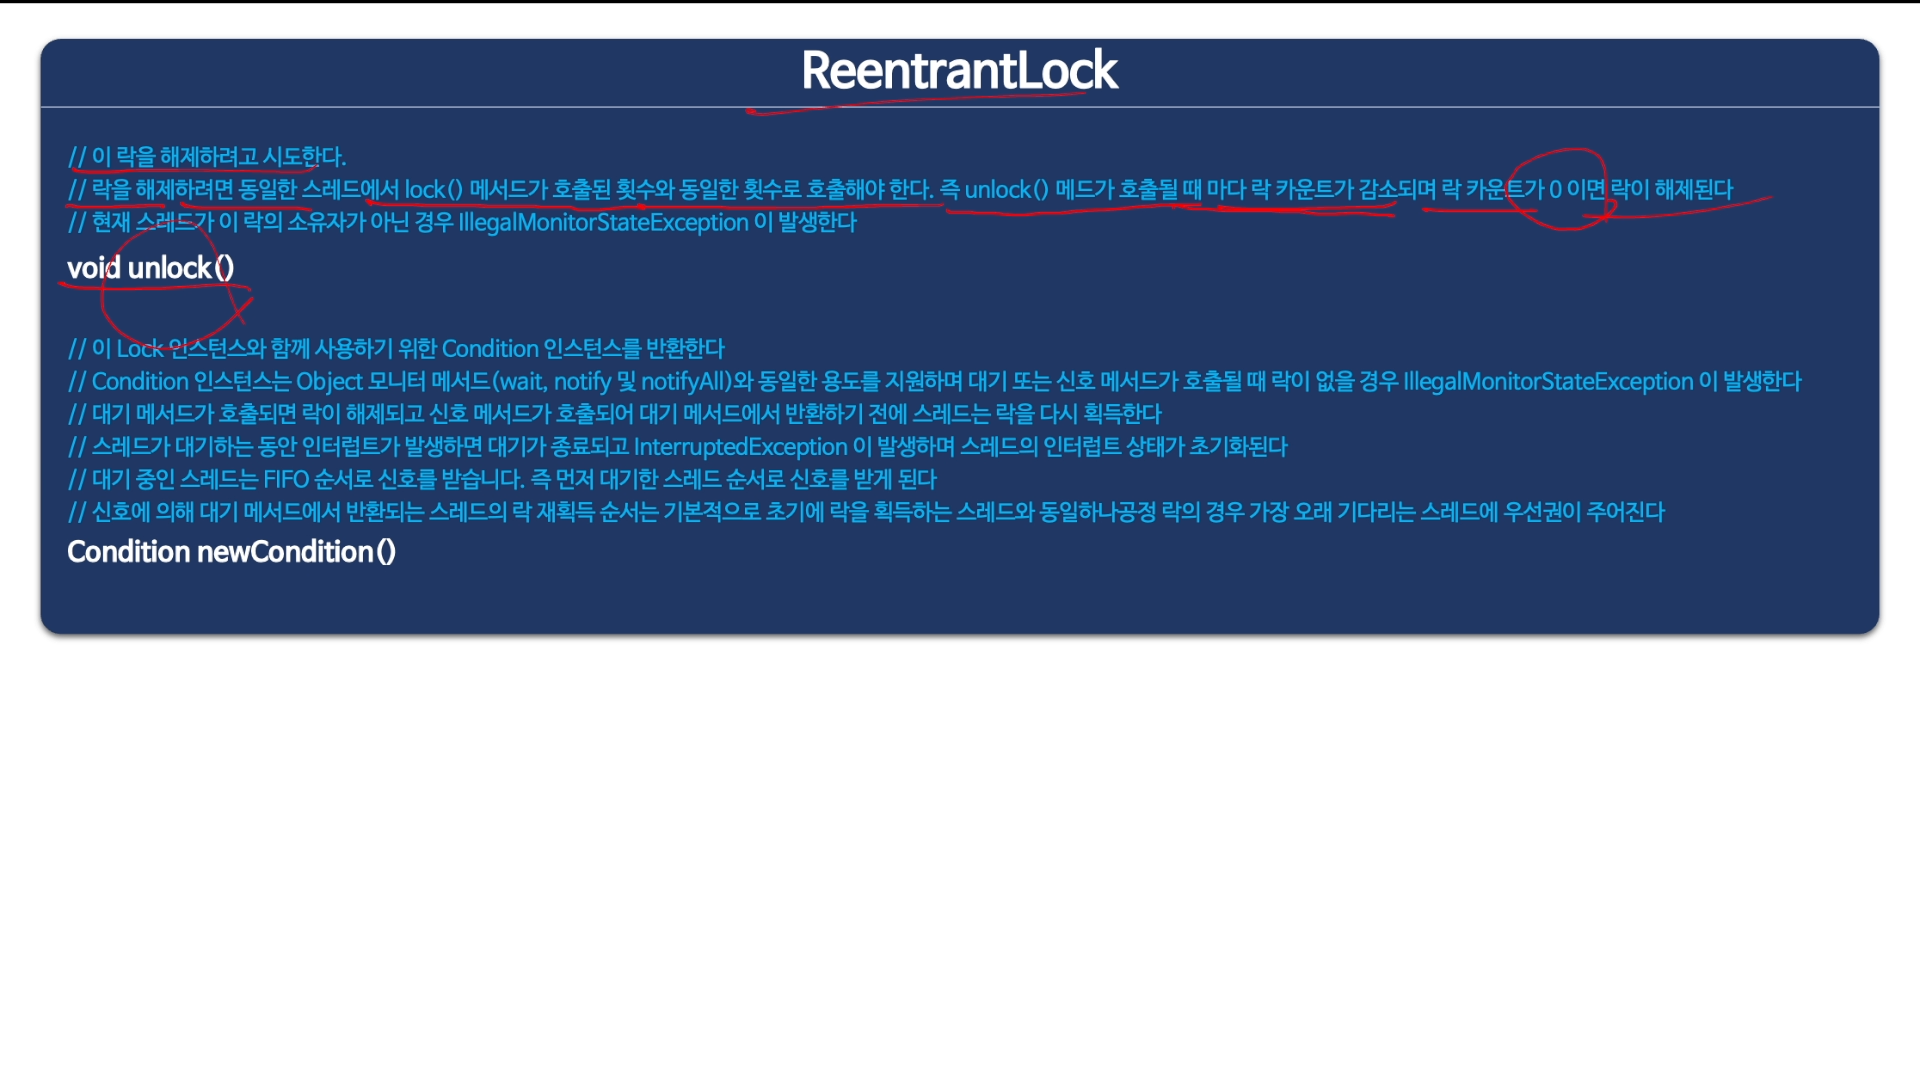 ReentrantLock
// 이 락을 해제하려고 시도한다.
// 락을 해제하려면 동일한 스레드에서 lock() 메서드가 호출된 횟수와 동일한 횟수로 호출해야 한다. 즉 unlock() 메드가 호출될 때 마다 락 카운트가 감소되며 락 카운트가 0 이면 락이 해제된다
// 현재 스레드가 이 락의 소유자가 아닌 경우 IllegalMonitorStateException 이 발생한다
void unlock()
// 이 Lock 인스턴스와 함께 사용하기 위한 Condition 인스턴스를 반환한다
// Condition 인스턴스는 Object 모니터 메서드(wait, notify 및 notifyAll)와 동일한 용도를 지원하며 대기 또는 신호 메서드가 호출될 때 락이 없을 경우 IllegalMonitorStateException 이 발생한다
// 대기 메서드가 호출되면 락이 해제되고 신호 메서드가 호출되어 대기 메서드에서 반환하기 전에 스레드는 락을 다시 획득한다
// 스레드가 대기하는 동안 인터럽트가 발생하면 대기가 종료되고 InterruptedException 이 발생하며 스레드의 인터럽트 상태가 초기화된다
// 대기 중인 스레드는 FIFO 순서로 신호를 받습니다. 즉 먼저 대기한 스레드 순서로 신호를 받게 된다
// 신호에 의해 대기 메서드에서 반환되는 스레드의 락 재획득 순서는 기본적으로 초기에 락을 획득하는 스레드와 동일하나공정 락의 경우 가장 오래 기다리는 스레드에 우선권이 주어진다
Condition newCondition()